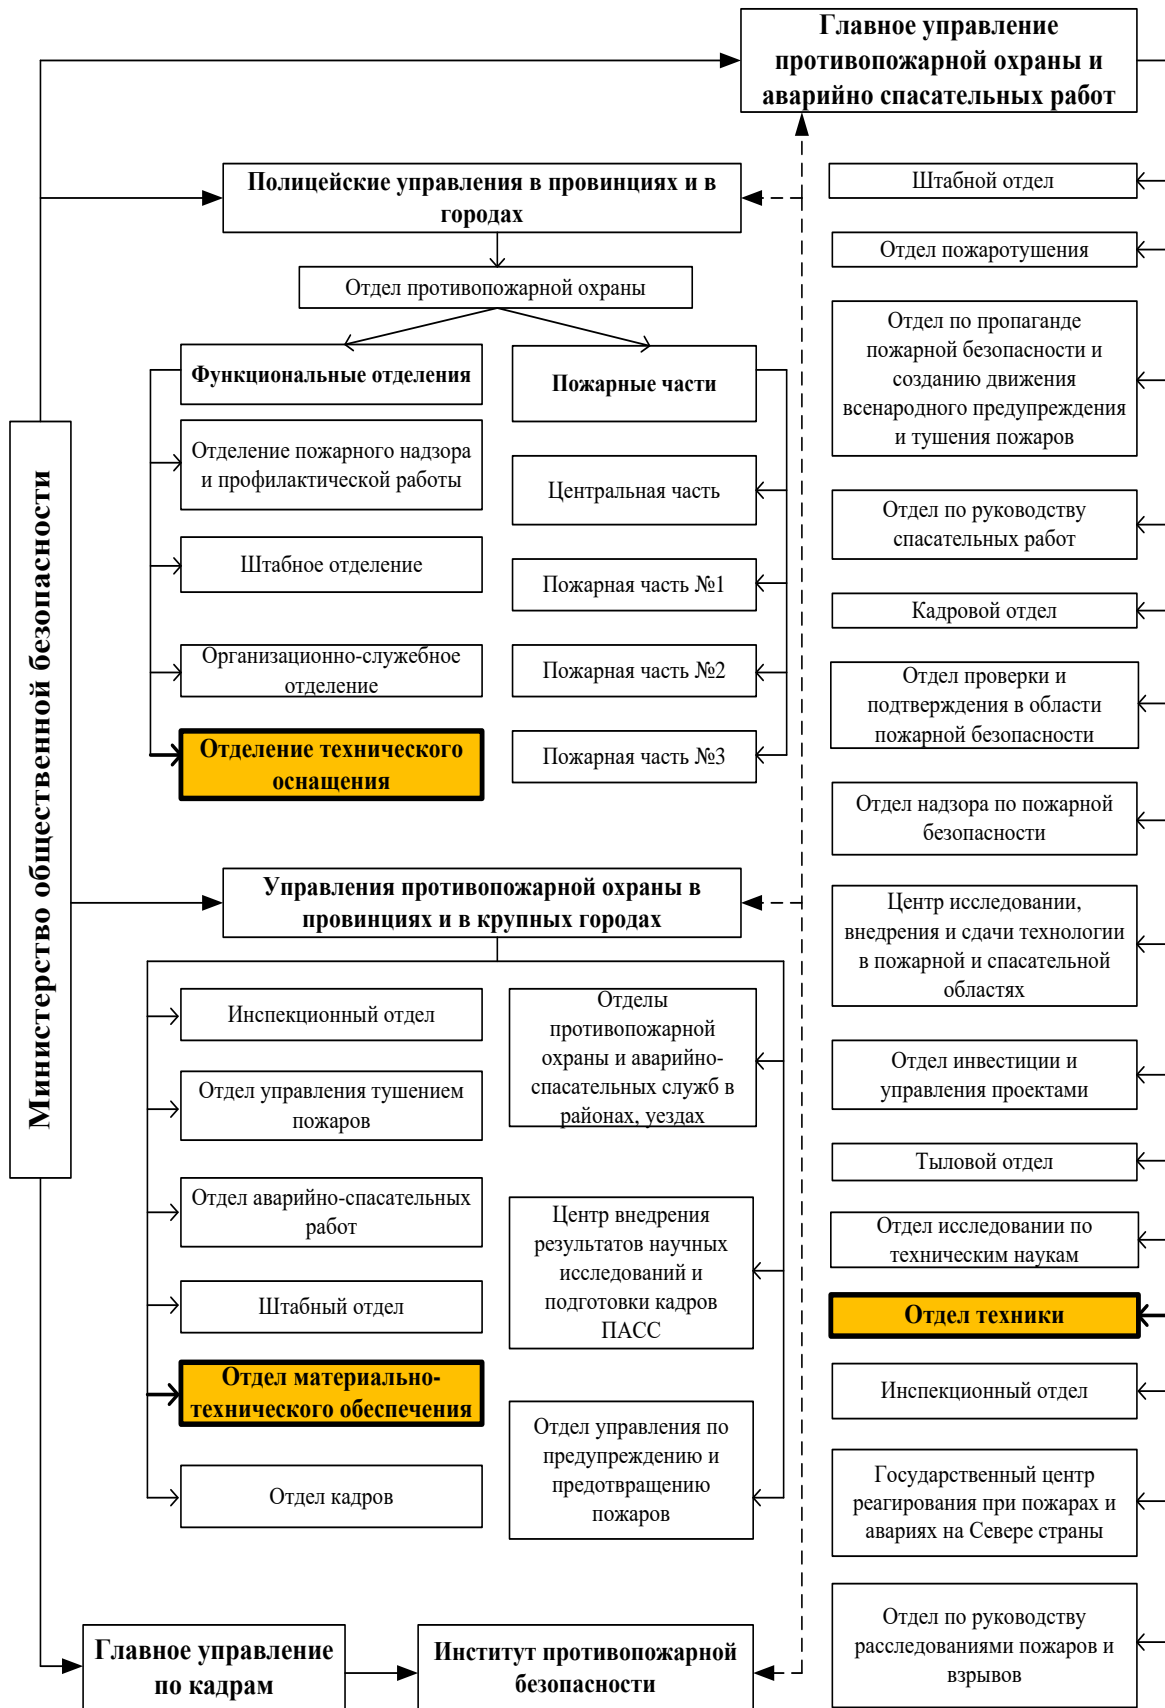 Главное управление
противопожарной охраны и
аварийно спасательных работ
Министерство общественной безопасности
Полицейские управления в провинциях и в
городах
Отдел противопожарной охраны
Функциональные отделения
Отделение пожарного надзора
и профилактической работы
Штабное отделение
Организационно-служебное
отделение
Отделение технического
оснащения
Пожарные части
Центральная часть
Пожарная часть №1
Пожарная часть №2
Пожарная часть №3
Управления противопожарной охраны в
провинциях и в крупных городах
Инспекционный отдел
Отдел управления тушением
пожаров
Отдел аварийно-спасательных
работ
Штабный отдел
Отдел материально-
технического обеспечения
Отдел кадров
Отделы
противопожарной
охраны и аварийно-
спасательных служб в
районах, уездах
Центр внедрения
результатов научных
исследований и
подготовки кадров
ПАСС
Отдел управления по
предупреждению и
предотвращению
пожаров
Главное управление
по кадрам
Институт противопожарной
безопасности
Штабной отдел
Отдел пожаротушения
Отдел по пропаганде
пожарной безопасности и
созданию движения
всенародного предупреждения
и тушения пожаров
Отдел по руководству
спасательных работ
Кадровой отдел
Отдел проверки и
подтверждения в области
пожарной безопасности
Отдел надзора по пожарной
безопасности
Центр исследовании,
внедрения и сдачи технологии
в пожарной и спасательной
областях
Отдел инвестиции и
управления проектами
Тыловой отдел
Отдел исследовании по
техническим наукам
Отдел техники
Инспекционный отдел
Государственный центр
реагирования при пожарах и
авариях на Севере страны
Отдел по руководству
расследованиями пожаров и
взрывов